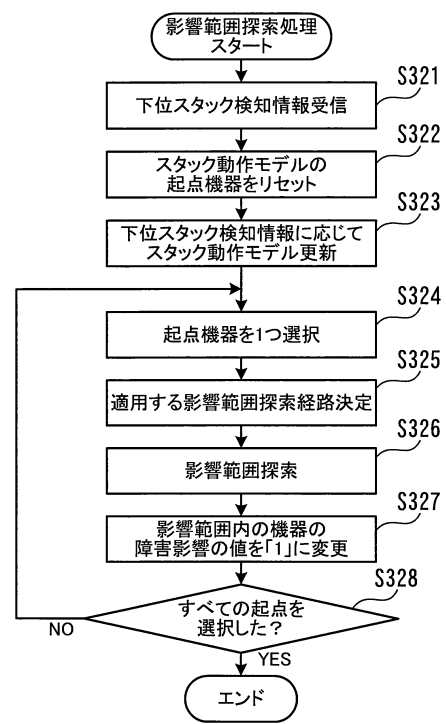 影響範囲探索処理
スタート
S321
下位スタック検知情報受信
S322
スタック動作モデルの
起点機器をリセット
S323
下位スタック検知情報に応じて
スタック動作モデル更新
S324
起点機器を1つ選択
S325
適用する影響範囲探索経路決定
S326
影響範囲探索
S327
影響範囲内の機器の
障害影響の値を「1」に変更
S328
すべての起点を
選択した?
NO
YES
エンド